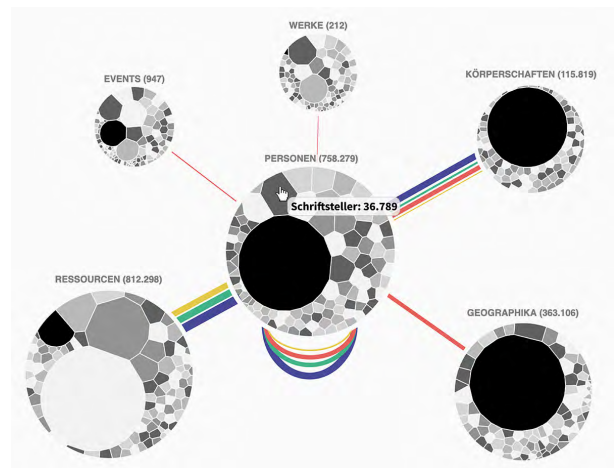 WERKE (212)
EVENTS (947)
KÖRPERSCHAFTEN (115.819)
PERSONEN (758.279)
Schriftsteller: 36.789
RESSOURCEN (812.298)
GEOGRAPHIKA (363.106)